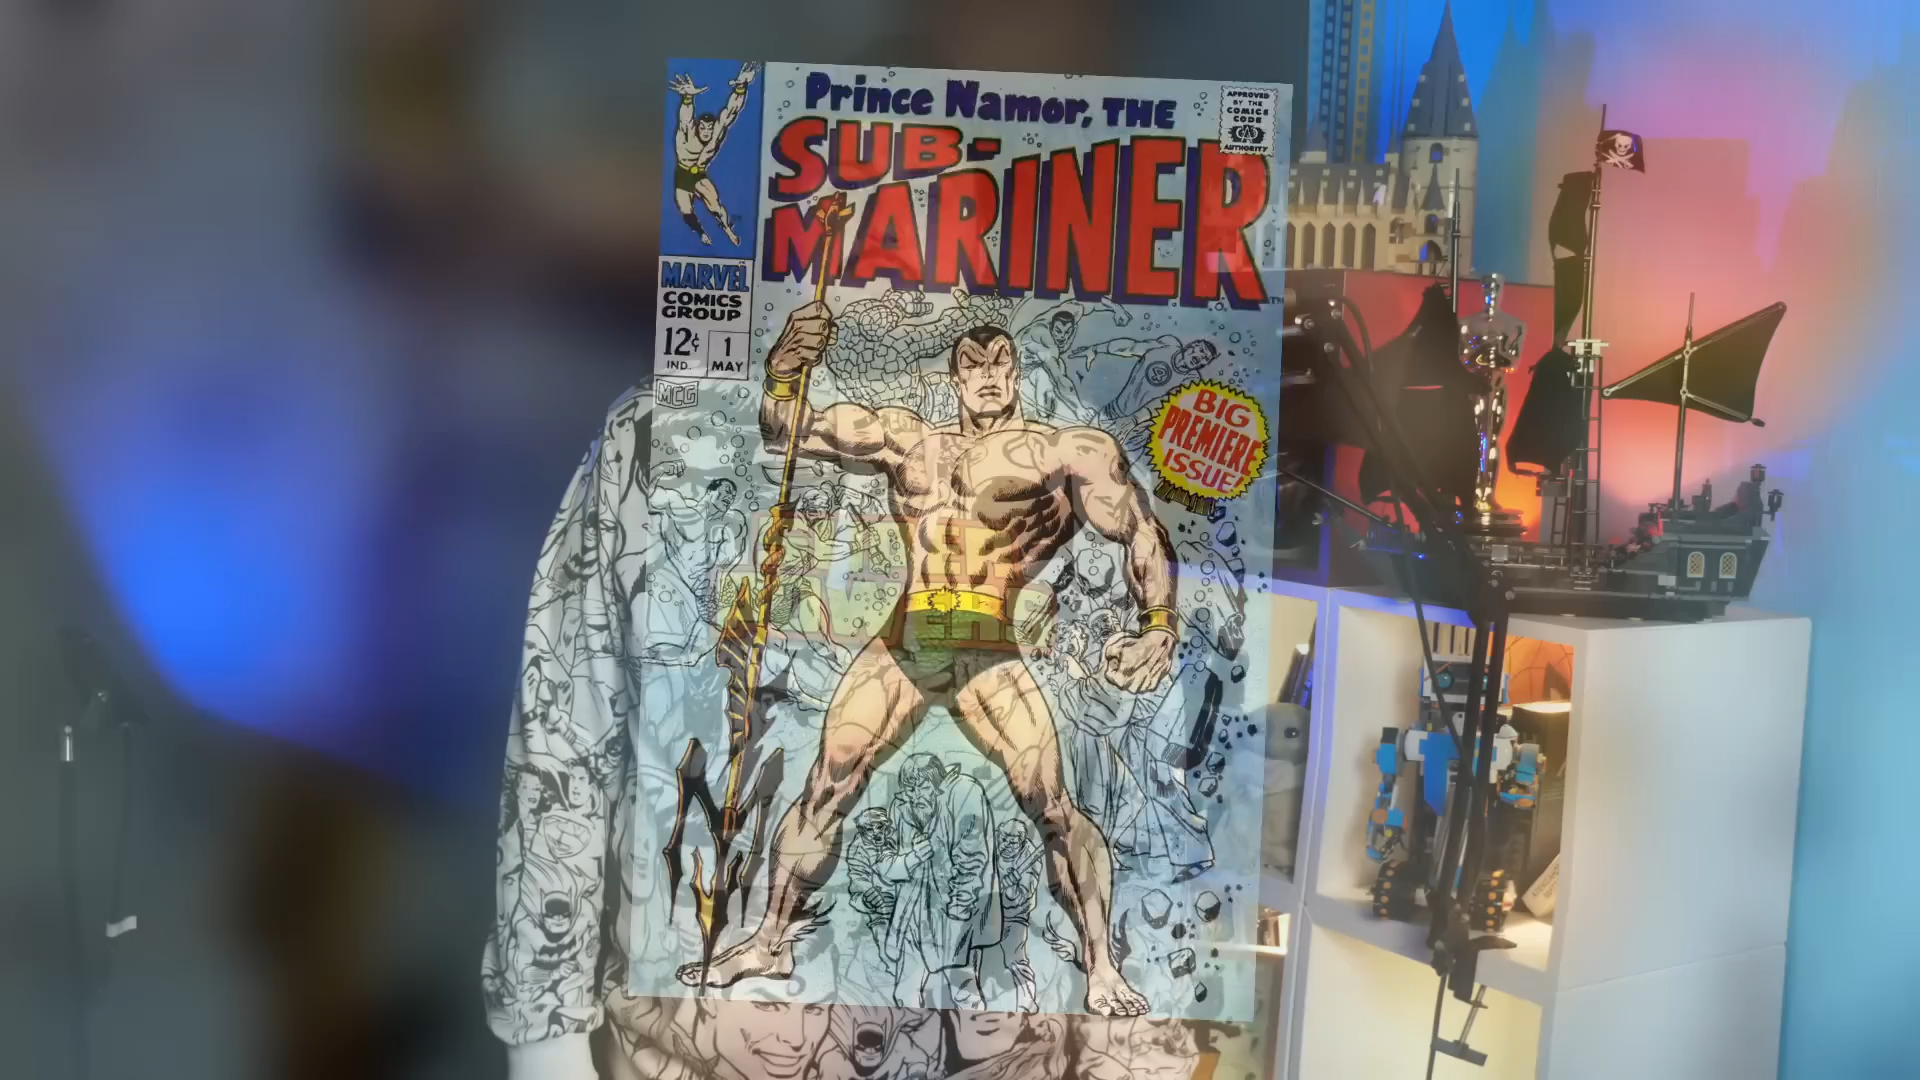 Prince Namor, THE
SUB-
MARINER
APPROVED
BY THE
COMICS
CODE
CA
AUTHORITY
MARVEL
COMICS
GROUP
12¢
IND.
1
MAY
MCG
BIG
PREMIERE
ISSUE!